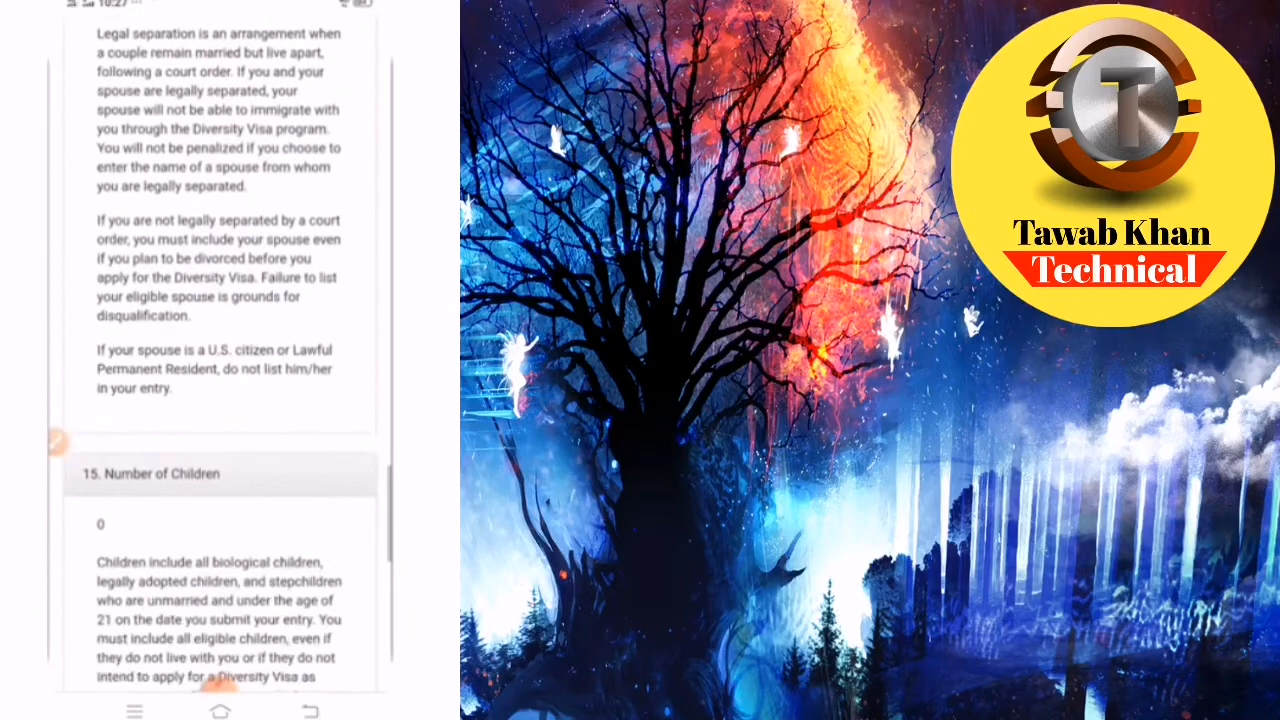 10:27
Legal separation is an arrangement when
a couple remain married but live apart,
following a court order. If you and your
spouse are legally separated, your
spouse will not be able to immigrate with
you through the Diversity Visa program.
You will not be penalized if you choose to
enter the name of a spouse from whom
you are legally separated.
If you are not legally separated by a court
order, you must include your spouse even
if you plan to be divorced before you
apply for the Diversity Visa. Failure to list
your eligible spouse is grounds for
disqualification.
If your spouse is a U.S. citizen or Lawful
Permanent Resident, do not list him/her
in your entry.
15. Number of Children
0
Children include all biological children,
legally adopted children, and stepchildren
who are unmarried and under the age of
21 on the date you submit your entry. You
must include all eligible children, even if
they do not live with you or if they do not
intend to apply for a Diversity Visa as
T
Tawab Khan
Technical